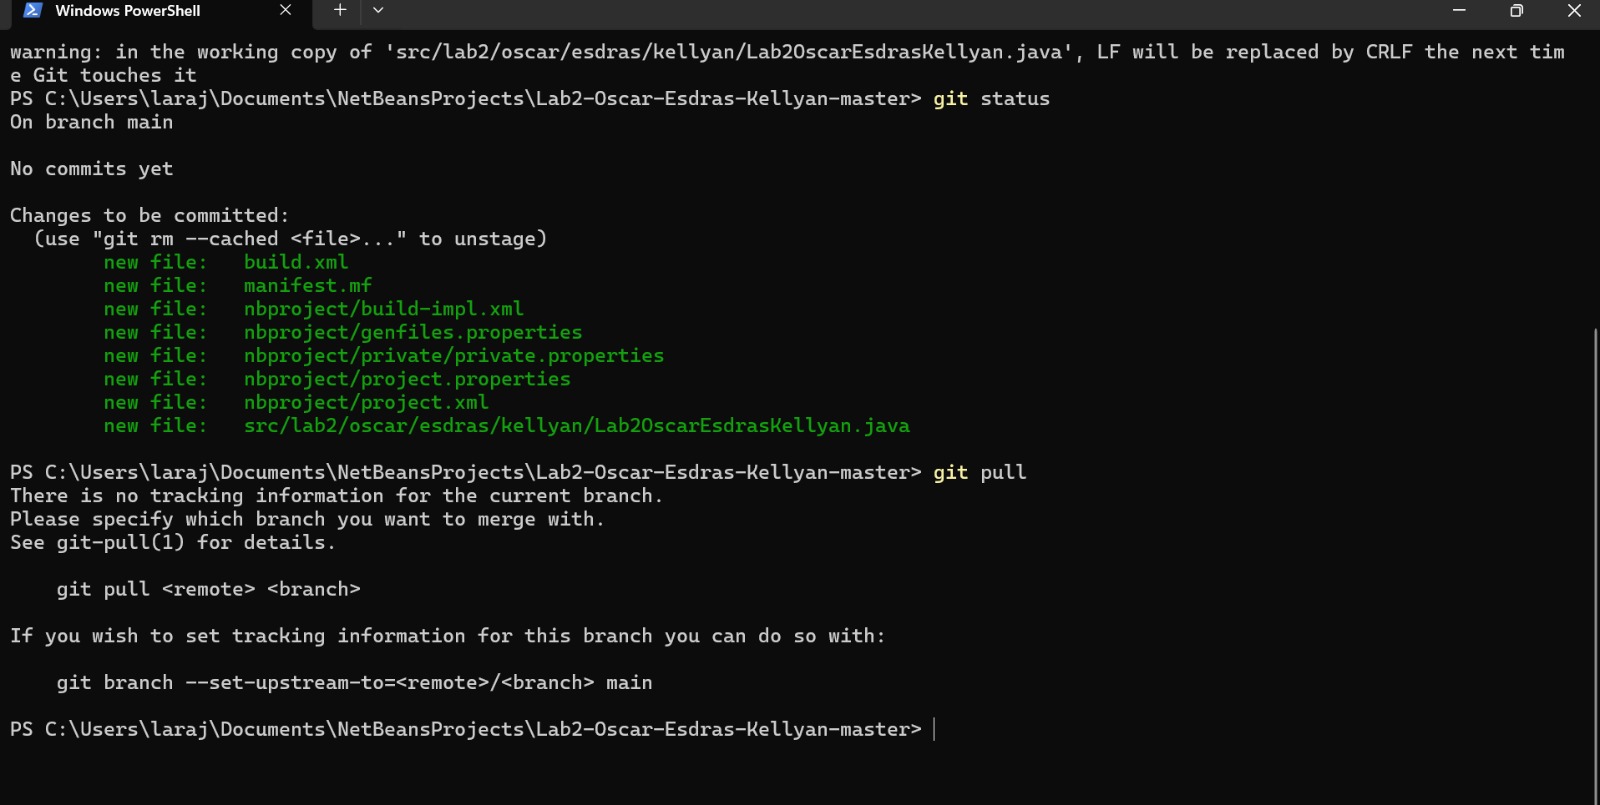 Windows PowerShell
warning: in the working copy of 'src/lab2/oscar/esdras/kellyan/Lab2OscarEsdrasKellyan.java', LF will be replaced by CRLF the next tim
e Git touches it
PS C:\Users\laraj\Documents\NetBeansProjects\Lab2-Oscar-Esdras-Kellyan-master> git status
On branch main
No commits yet
Changes to be committed:
(use "git rm --cached <file>..." to unstage)
new file:   build.xml
new file:   manifest.mf
new file:   nbproject/build-impl.xml
new file:   nbproject/genfiles.properties
new file:   nbproject/private/private.properties
new file:   nbproject/project.properties
new file:   nbproject/project.xml
new file:   src/lab2/oscar/esdras/kellyan/Lab2OscarEsdrasKellyan.java
PS C:\Users\laraj\Documents\NetBeansProjects\Lab2-Oscar-Esdras-Kellyan-master> git pull
There is no tracking information for the current branch.
Please specify which branch you want to merge with.
See git-pull(1) for details.
git pull <remote> <branch>
If you wish to set tracking information for this branch you can do so with:
git branch --set-upstream-to=<remote>/<branch> main
PS C:\Users\laraj\Documents\NetBeansProjects\Lab2-Oscar-Esdras-Kellyan-master>